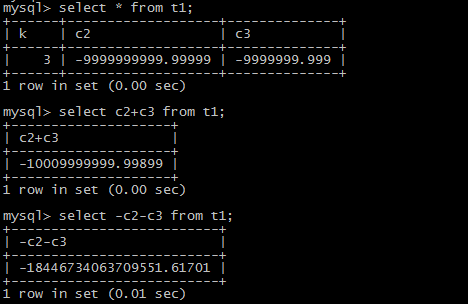 mysql> select * from t1;
+------+-------------------+--------------+
| k    | c2                | c3           |
+------+-------------------+--------------+
|    3 | -9999999999.99999 | -9999999.999 |
+------+-------------------+--------------+
1 row in set (0.00 sec)
mysql> select c2+c3 from t1;
+--------------------+
| c2+c3              |
+--------------------+
| -10009999999.99899 |
+--------------------+
1 row in set (0.00 sec)
mysql> select -c2-c3 from t1;
+-------------------------+
| -c2-c3                  |
+-------------------------+
| -18446734063709551.61701 |
+-------------------------+
1 row in set (0.01 sec)